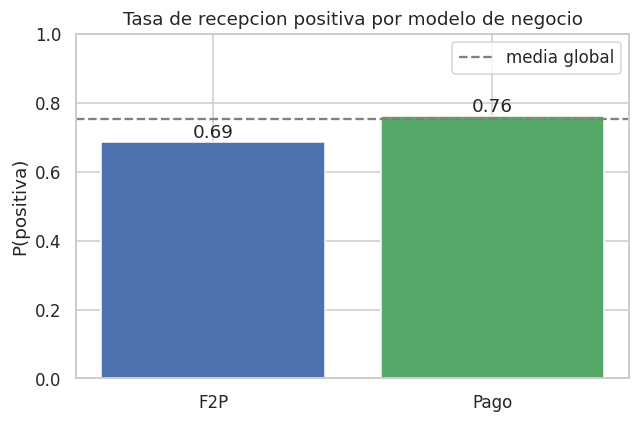 Tasa de recepcion positiva por modelo de negocio
media global
P(positiva)
1.0
0.8
0.6
0.4
0.2
0.0
0.69
0.76
F2P
Pago